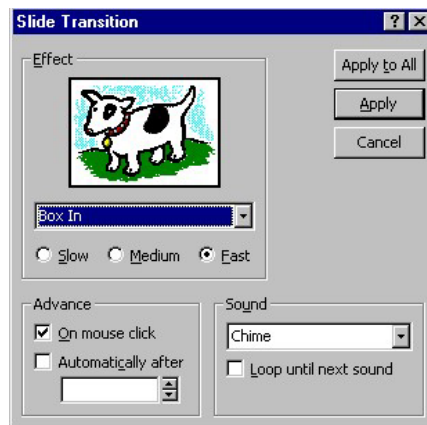 Slide Transition
Effect
Apply to All
Apply
Cancel
Box In
Slow Medium Fast
Advance
On mouse click
Automatically after
Sound
Chime
Loop until next sound